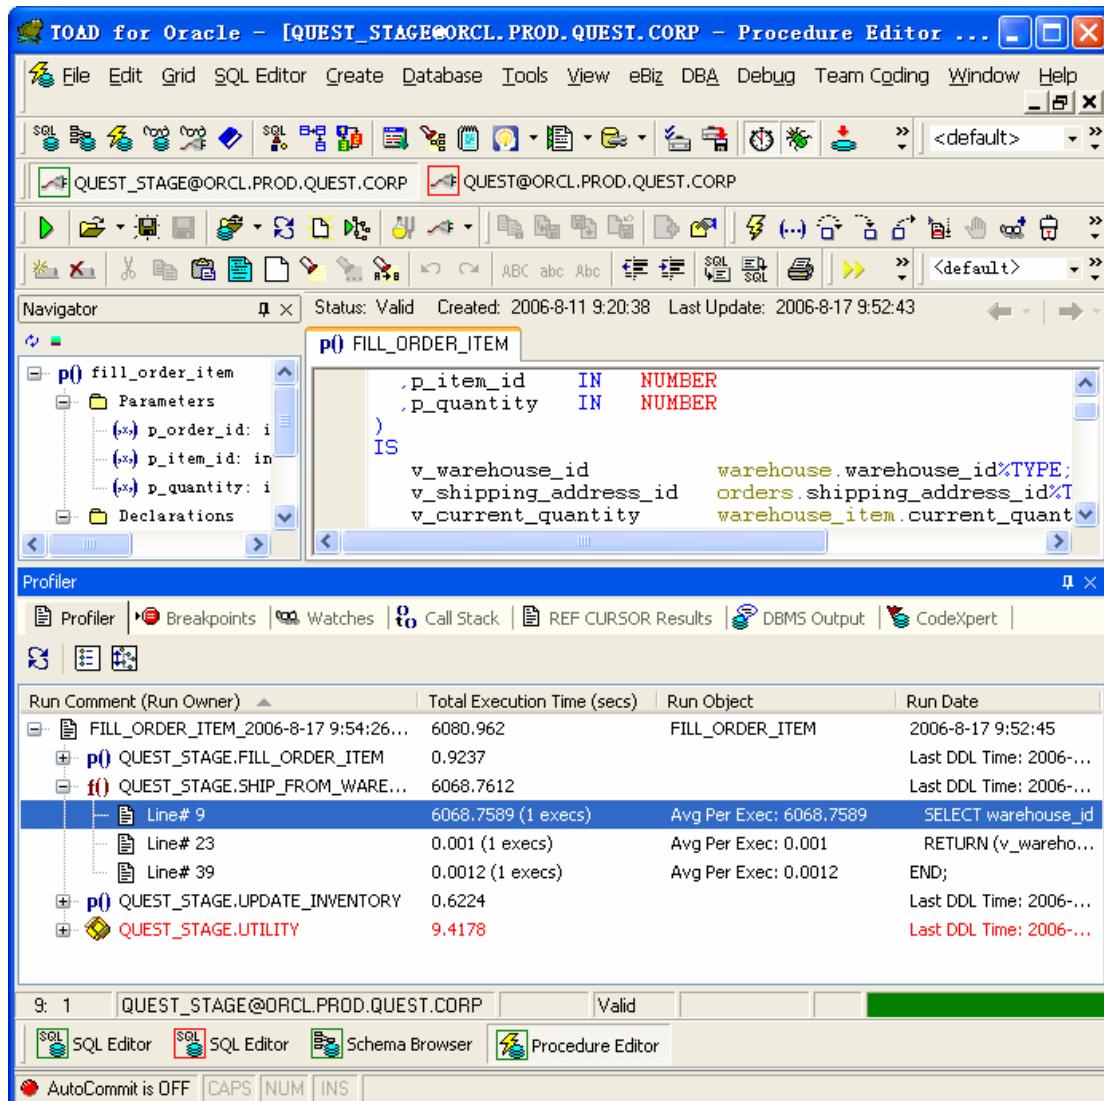 TOAD for Oracle - [QUEST_STAGE@ORCL.PROD.QUEST.CORP - Procedure Editor ...
File Edit Grid SQL Editor Create Database Tools View eBiz DBA Debug Team Coding Window Help
<default>
QUEST_STAGE@ORCL.PROD.QUEST.CORP QUEST@ORCL.PROD.QUEST.CORP
ABC abc Abc <default>
Navigator
Status: Valid Created: 2006-8-11 9:20:38 Last Update: 2006-8-17 9:52:43
p() FILL_ORDER_ITEM
p() fill_order_item
Parameters
(x,) p_order_id: i
(x,) p_item_id: in
(x,) p_quantity: i
Declarations
,p_item_id IN NUMBER
,p_quantity IN NUMBER
)
IS
v_warehouse_id warehouse.warehouse_id%TYPE;
v_shipping_address_id orders.shipping_address_id%T
v_current_quantity warehouse_item.current_quant
Profiler
Profiler Breakpoints Watches Call Stack REF CURSOR Results DBMS Output CodeXpert
Run Comment (Run Owner) Total Execution Time (secs) Run Object Run Date
FILL_ORDER_ITEM_2006-8-17 9:54:26... 6080.962 FILL_ORDER_ITEM 2006-8-17 9:52:45
p() QUEST_STAGE.FILL_ORDER_ITEM 0.9237 Last DDL Time: 2006-...
f() QUEST_STAGE.SHIP_FROM_WARE... 6068.7612 Last DDL Time: 2006-...
Line# 9 6068.7589 (1 execs) Avg Per Exec: 6068.7589 SELECT warehouse_id
Line# 23 0.001 (1 execs) Avg Per Exec: 0.001 RETURN (v_wareho...
Line# 39 0.0012 (1 execs) Avg Per Exec: 0.0012 END;
p() QUEST_STAGE.UPDATE_INVENTORY 0.6224 Last DDL Time: 2006-...
QUEST_STAGE.UTILITY 9.4178 Last DDL Time: 2006-...
9: 1 QUEST_STAGE@ORCL.PROD.QUEST.CORP Valid
SQL Editor SQL Editor Schema Browser Procedure Editor
AutoCommit is OFF CAPS NUM INS